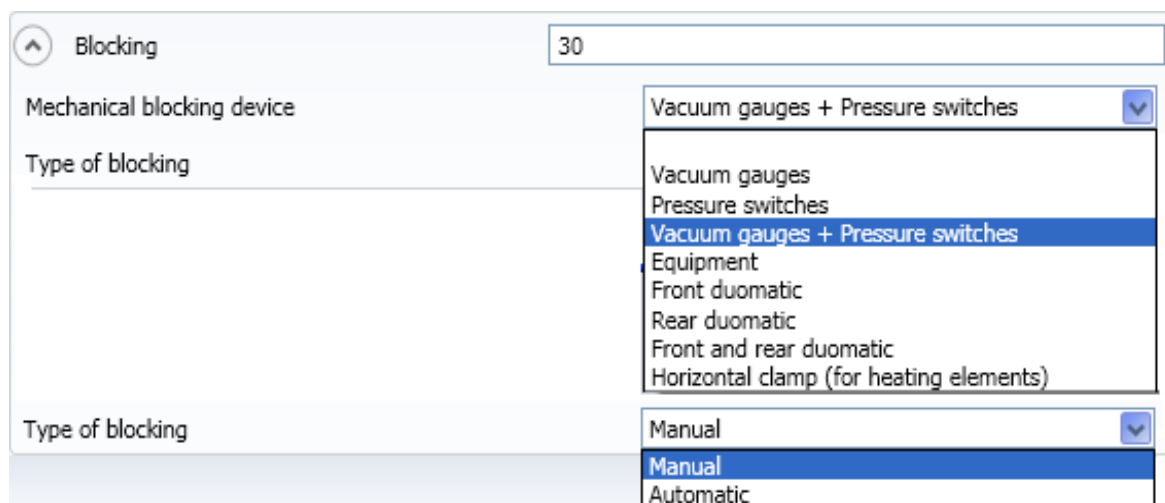 Blocking 30
Mechanical blocking device Vacuum gauges + Pressure switches
Type of blocking
Vacuum gauges
Pressure switches
Vacuum gauges + Pressure switches
Equipment
Front duomatic
Rear duomatic
Front and rear duomatic
Horizontal clamp (for heating elements)
Type of blocking Manual
Manual
Automatic